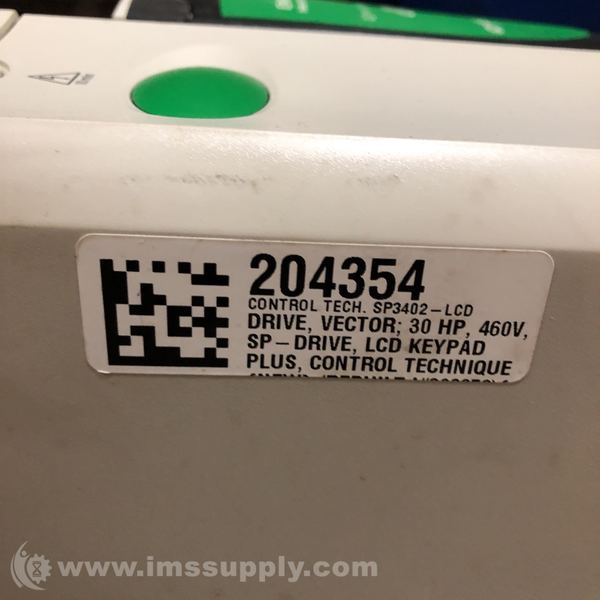 204354
CONTROL TECH. SP3402-LCD
DRIVE, VECTOR; 30 HP, 460V,
SP-DRIVE, LCD KEYPAD
PLUS, CONTROL TECHNIQUE
www.imssupply.com